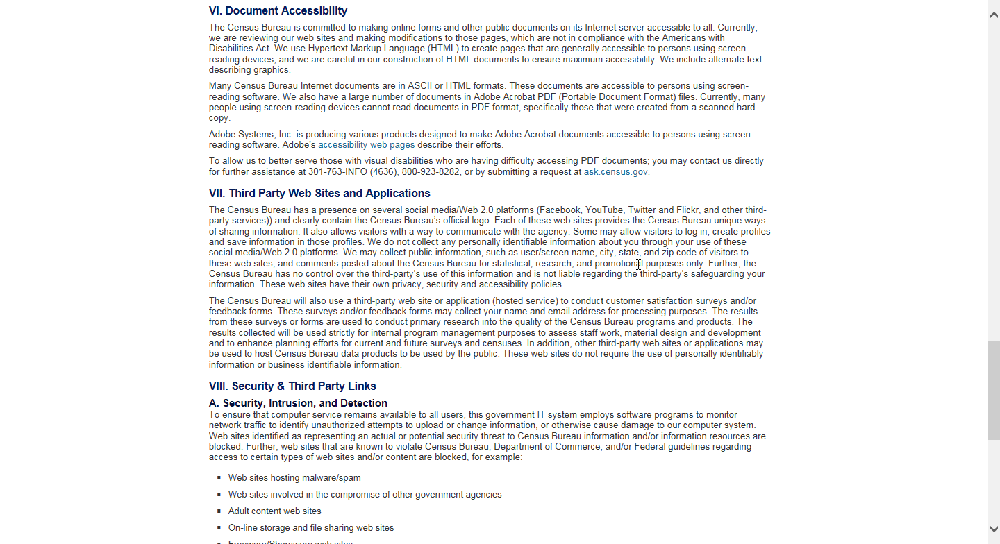 VI. Document Accessibility
The Census Bureau is committed to making online forms and other public documents on its Internet server accessible to all. Currently,
we are reviewing our web sites and making modifications to those pages, which are not in compliance with the Americans with
Disabilities Act. We use Hypertext Markup Language (HTML) to create pages that are generally accessible to persons using screen-
reading devices, and we are careful in our construction of HTML documents to ensure maximum accessibility. We include alternate text
describing graphics.
Many Census Bureau Internet documents are in ASCII or HTML formats. These documents are accessible to persons using screen-
reading software. We also have a large number of documents in Adobe Acrobat PDF (Portable Document Format) files. Currently, many
people using screen-reading devices cannot read documents in PDF format, specifically those that were created from a scanned hard
copy.
Adobe Systems, Inc. is producing various products designed to make Adobe Acrobat documents accessible to persons using screen-
reading software. Adobe's accessibility web pages describe their efforts.
To allow us to better serve those with visual disabilities who are having difficulty accessing PDF documents; you may contact us directly
for further assistance at 301-763-INFO (4636), 800-923-8282, or by submitting a request at ask.census.gov.
VII. Third Party Web Sites and Applications
The Census Bureau has a presence on several social media/Web 2.0 platforms (Facebook, YouTube, Twitter and Flickr, and other third-
party services)) and clearly contain the Census Bureau’s official logo. Each of these web sites provides the Census Bureau unique ways
of sharing information. It also allows visitors with a way to communicate with the agency. Some may allow visitors to log in, create profiles
and save information in those profiles. We do not collect any personally identifiable information about you through your use of these
social media/Web 2.0 platforms. We may collect public information, such as user/screen name, city, state, and zip code of visitors to
these web sites, and comments posted about the Census Bureau for statistical, research, and promotional purposes only. Further, the
Census Bureau has no control over the third-party’s use of this information and is not liable regarding the third-party’s safeguarding your
information. These web sites have their own privacy, security and accessibility policies.
The Census Bureau will also use a third-party web site or application (hosted service) to conduct customer satisfaction surveys and/or
feedback forms. These surveys and/or feedback forms may collect your name and email address for processing purposes. The results
from these surveys or forms are used to conduct primary research into the quality of the Census Bureau programs and products. The
results collected will be used strictly for internal program management purposes to assess staff work, material design and development
and to enhance planning efforts for current and future surveys and censuses. In addition, other third-party web sites or applications may
be used to host Census Bureau data products to be used by the public. These web sites do not require the use of personally identifiably
information or business identifiable information.
VIII. Security & Third Party Links
A. Security, Intrusion, and Detection
To ensure that computer service remains available to all users, this government IT system employs software programs to monitor
network traffic to identify unauthorized attempts to upload or change information, or otherwise cause damage to our computer system.
Web sites identified as representing an actual or potential security threat to Census Bureau information and/or information resources are
blocked. Further, web sites that are known to violate Census Bureau, Department of Commerce, and/or Federal guidelines regarding
access to certain types of web sites and/or content are blocked, for example:
Web sites hosting malware/spam
Web sites involved in the compromise of other government agencies
Adult content web sites
On-line storage and file sharing web sites
Freeware/Shareware web sites